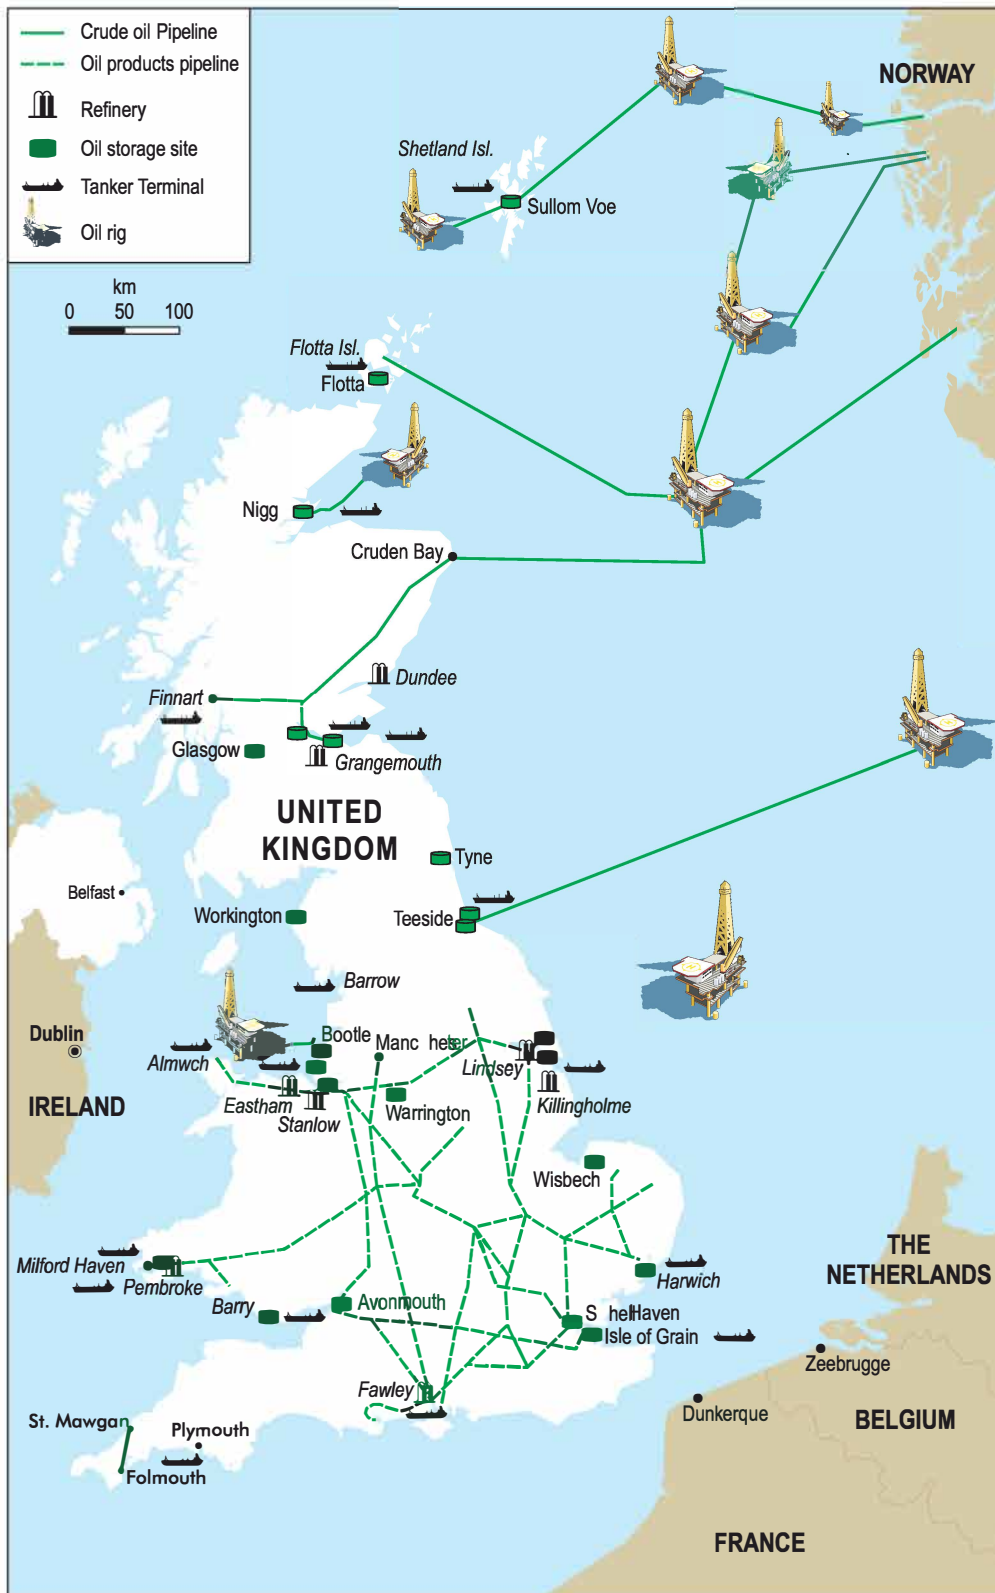 Crude oil Pipeline
Oil products pipeline
Refinery
Oil storage site
Tanker Terminal
Oil rig
km
0 50 100
NORWAY
Shetland Isl.
Sullom Voe
Flotta Isl.
Flotta
Nigg
Cruden Bay
Dundee
Finnart
Glasgow
Grangemouth
UNITED
KINGDOM
Tyne
Belfast
Workington
Teeside
Barrow
Dublin
Bootle
Manc hester
Almwch
Lindsey
IRELAND
Eastham
Stanlow
Warrington
Killingholme
Wisbech
Milford Haven
Pembroke
Harwich
THE
NETHERLANDS
Barry
Avonmouth
S hellHaven
Isle of Grain
Zeebrugge
Fawley
Dunkerque
BELGIUM
St. Mawgan
Plymouth
Folmouth
FRANCE